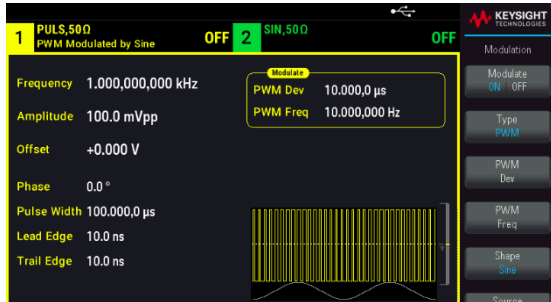 KEYSIGHT
TECHNOLOGIES
1 PULS,50Ω OFF 2 SIN,50Ω OFF
PWM Modulated by Sine
Modulation
Frequency 1.000,000,000 kHz
Amplitude 100.0 mVpp
Offset +0.000 V
Phase 0.0 °
Pulse Width 100.000,0 µs
Lead Edge 10.0 ns
Trail Edge 10.0 ns
Modulate
PWM Dev 10.000,0 µs
PWM Freq 10.000,000 Hz
Modulate
ON OFF
Type
PWM
PWM
Dev
PWM
Freq
Shape
Sine
Source